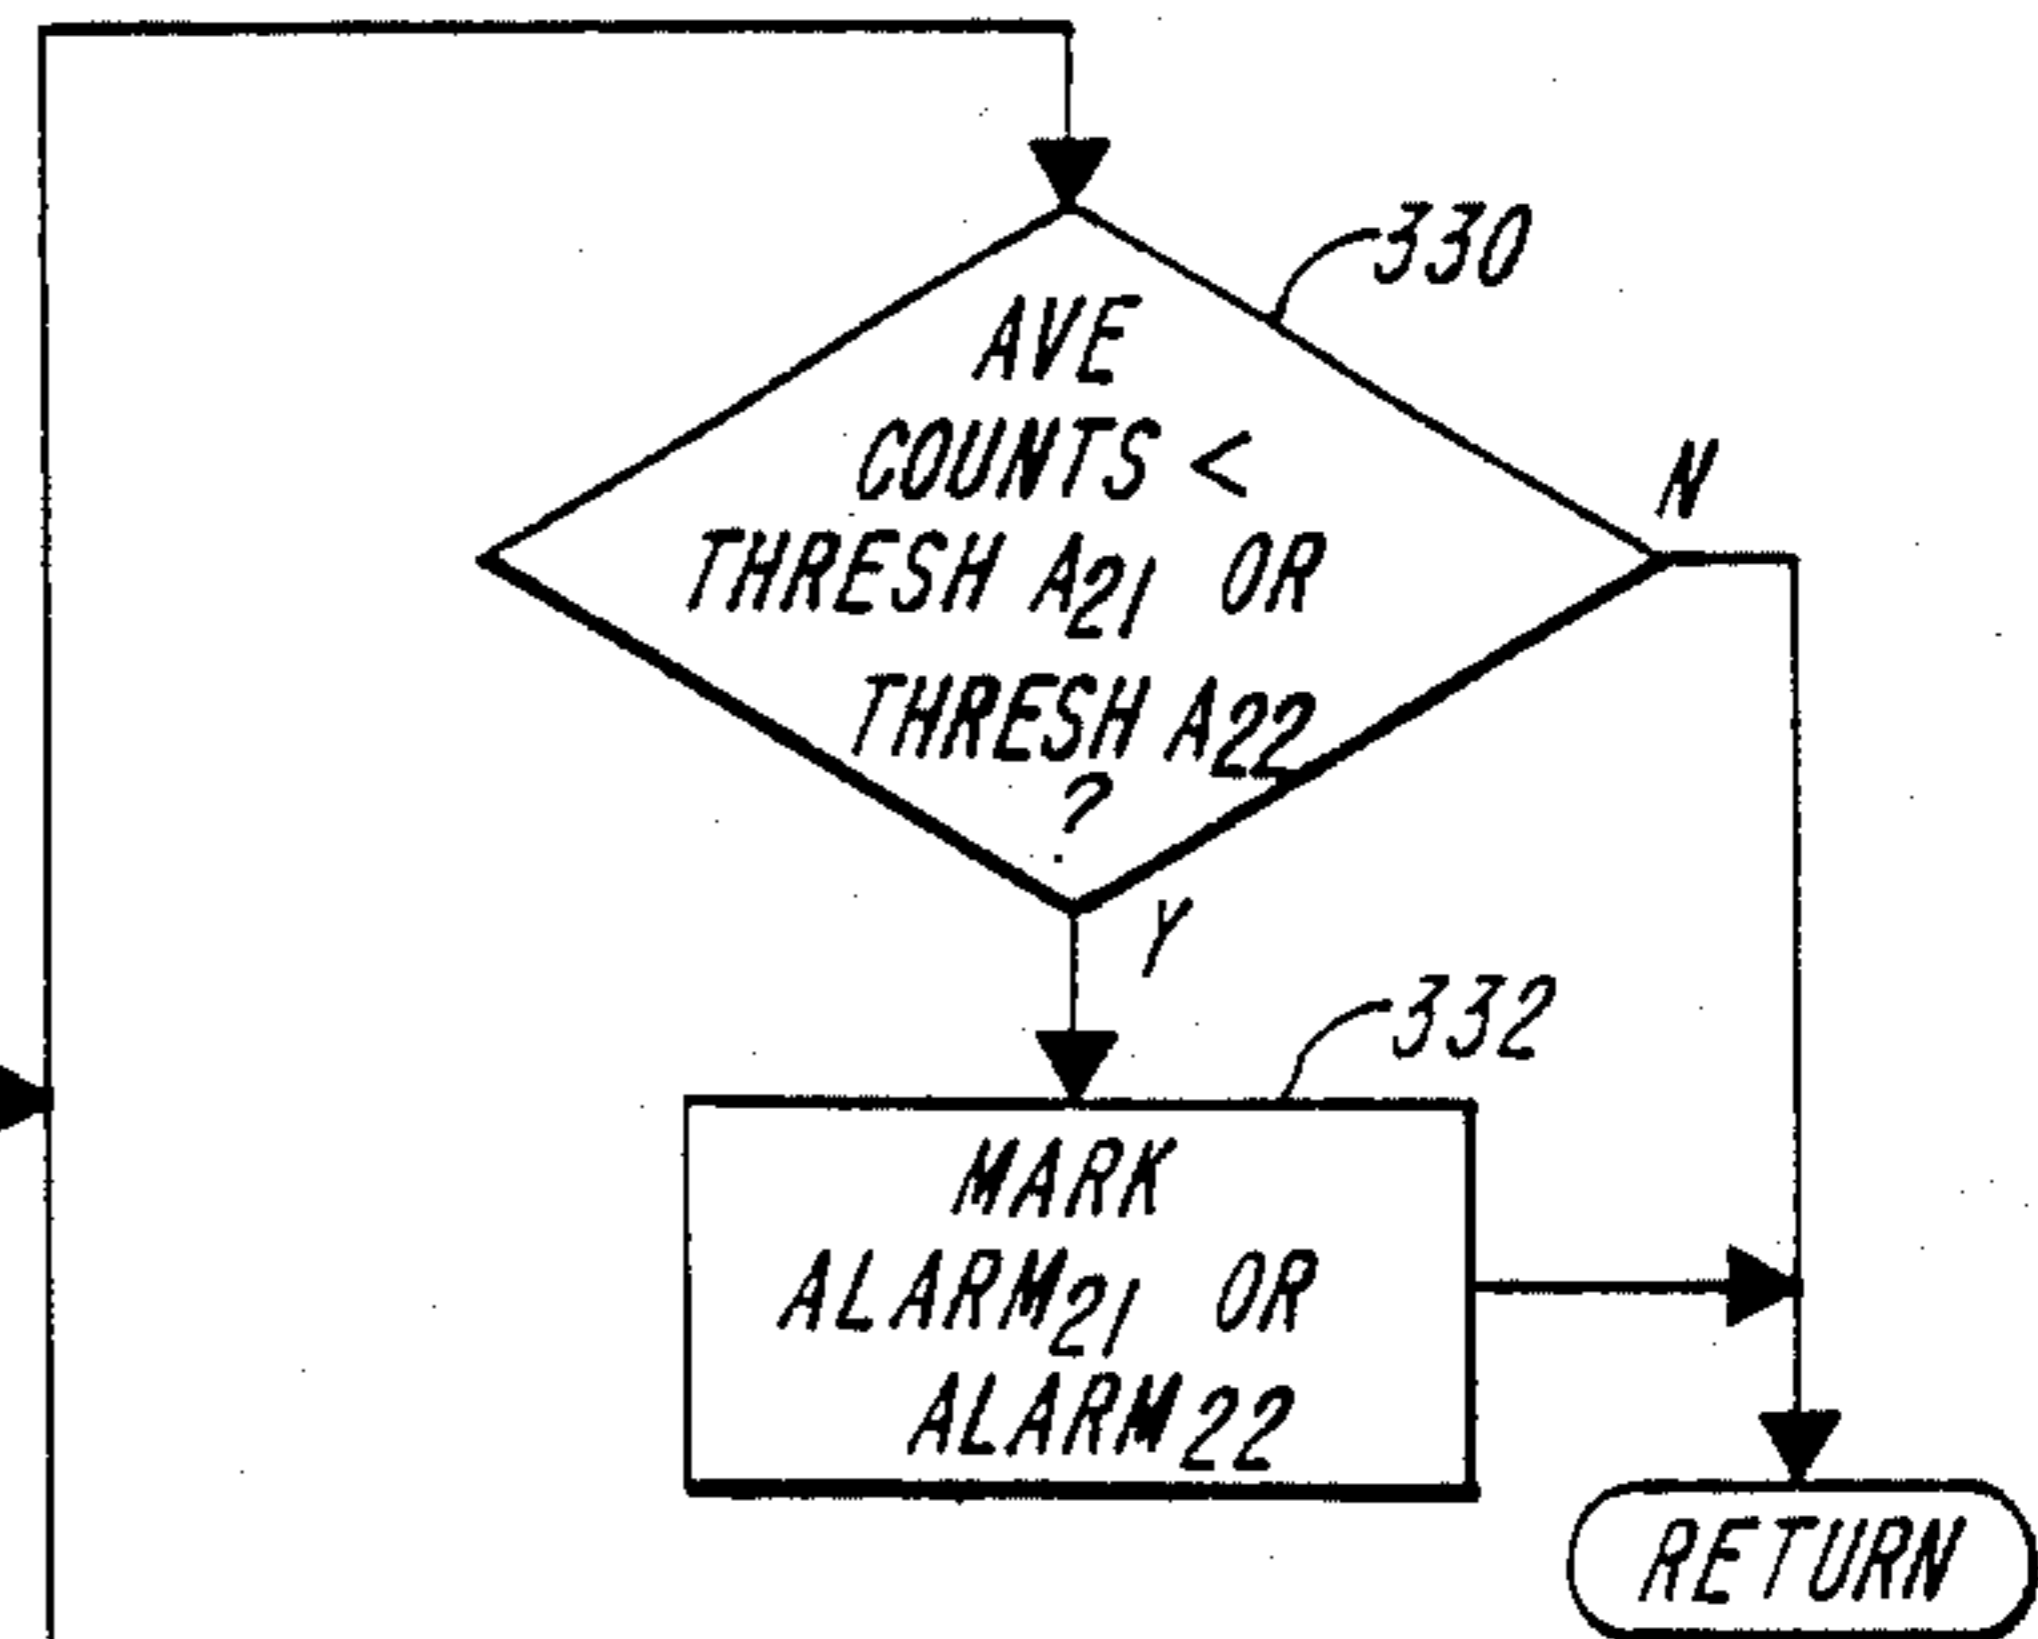 330
AVE
COUNTS <
THRESH A21 OR
THRESH A22
?
N
Y
332
MARK
ALARM21 OR
ALARM22
RETURN